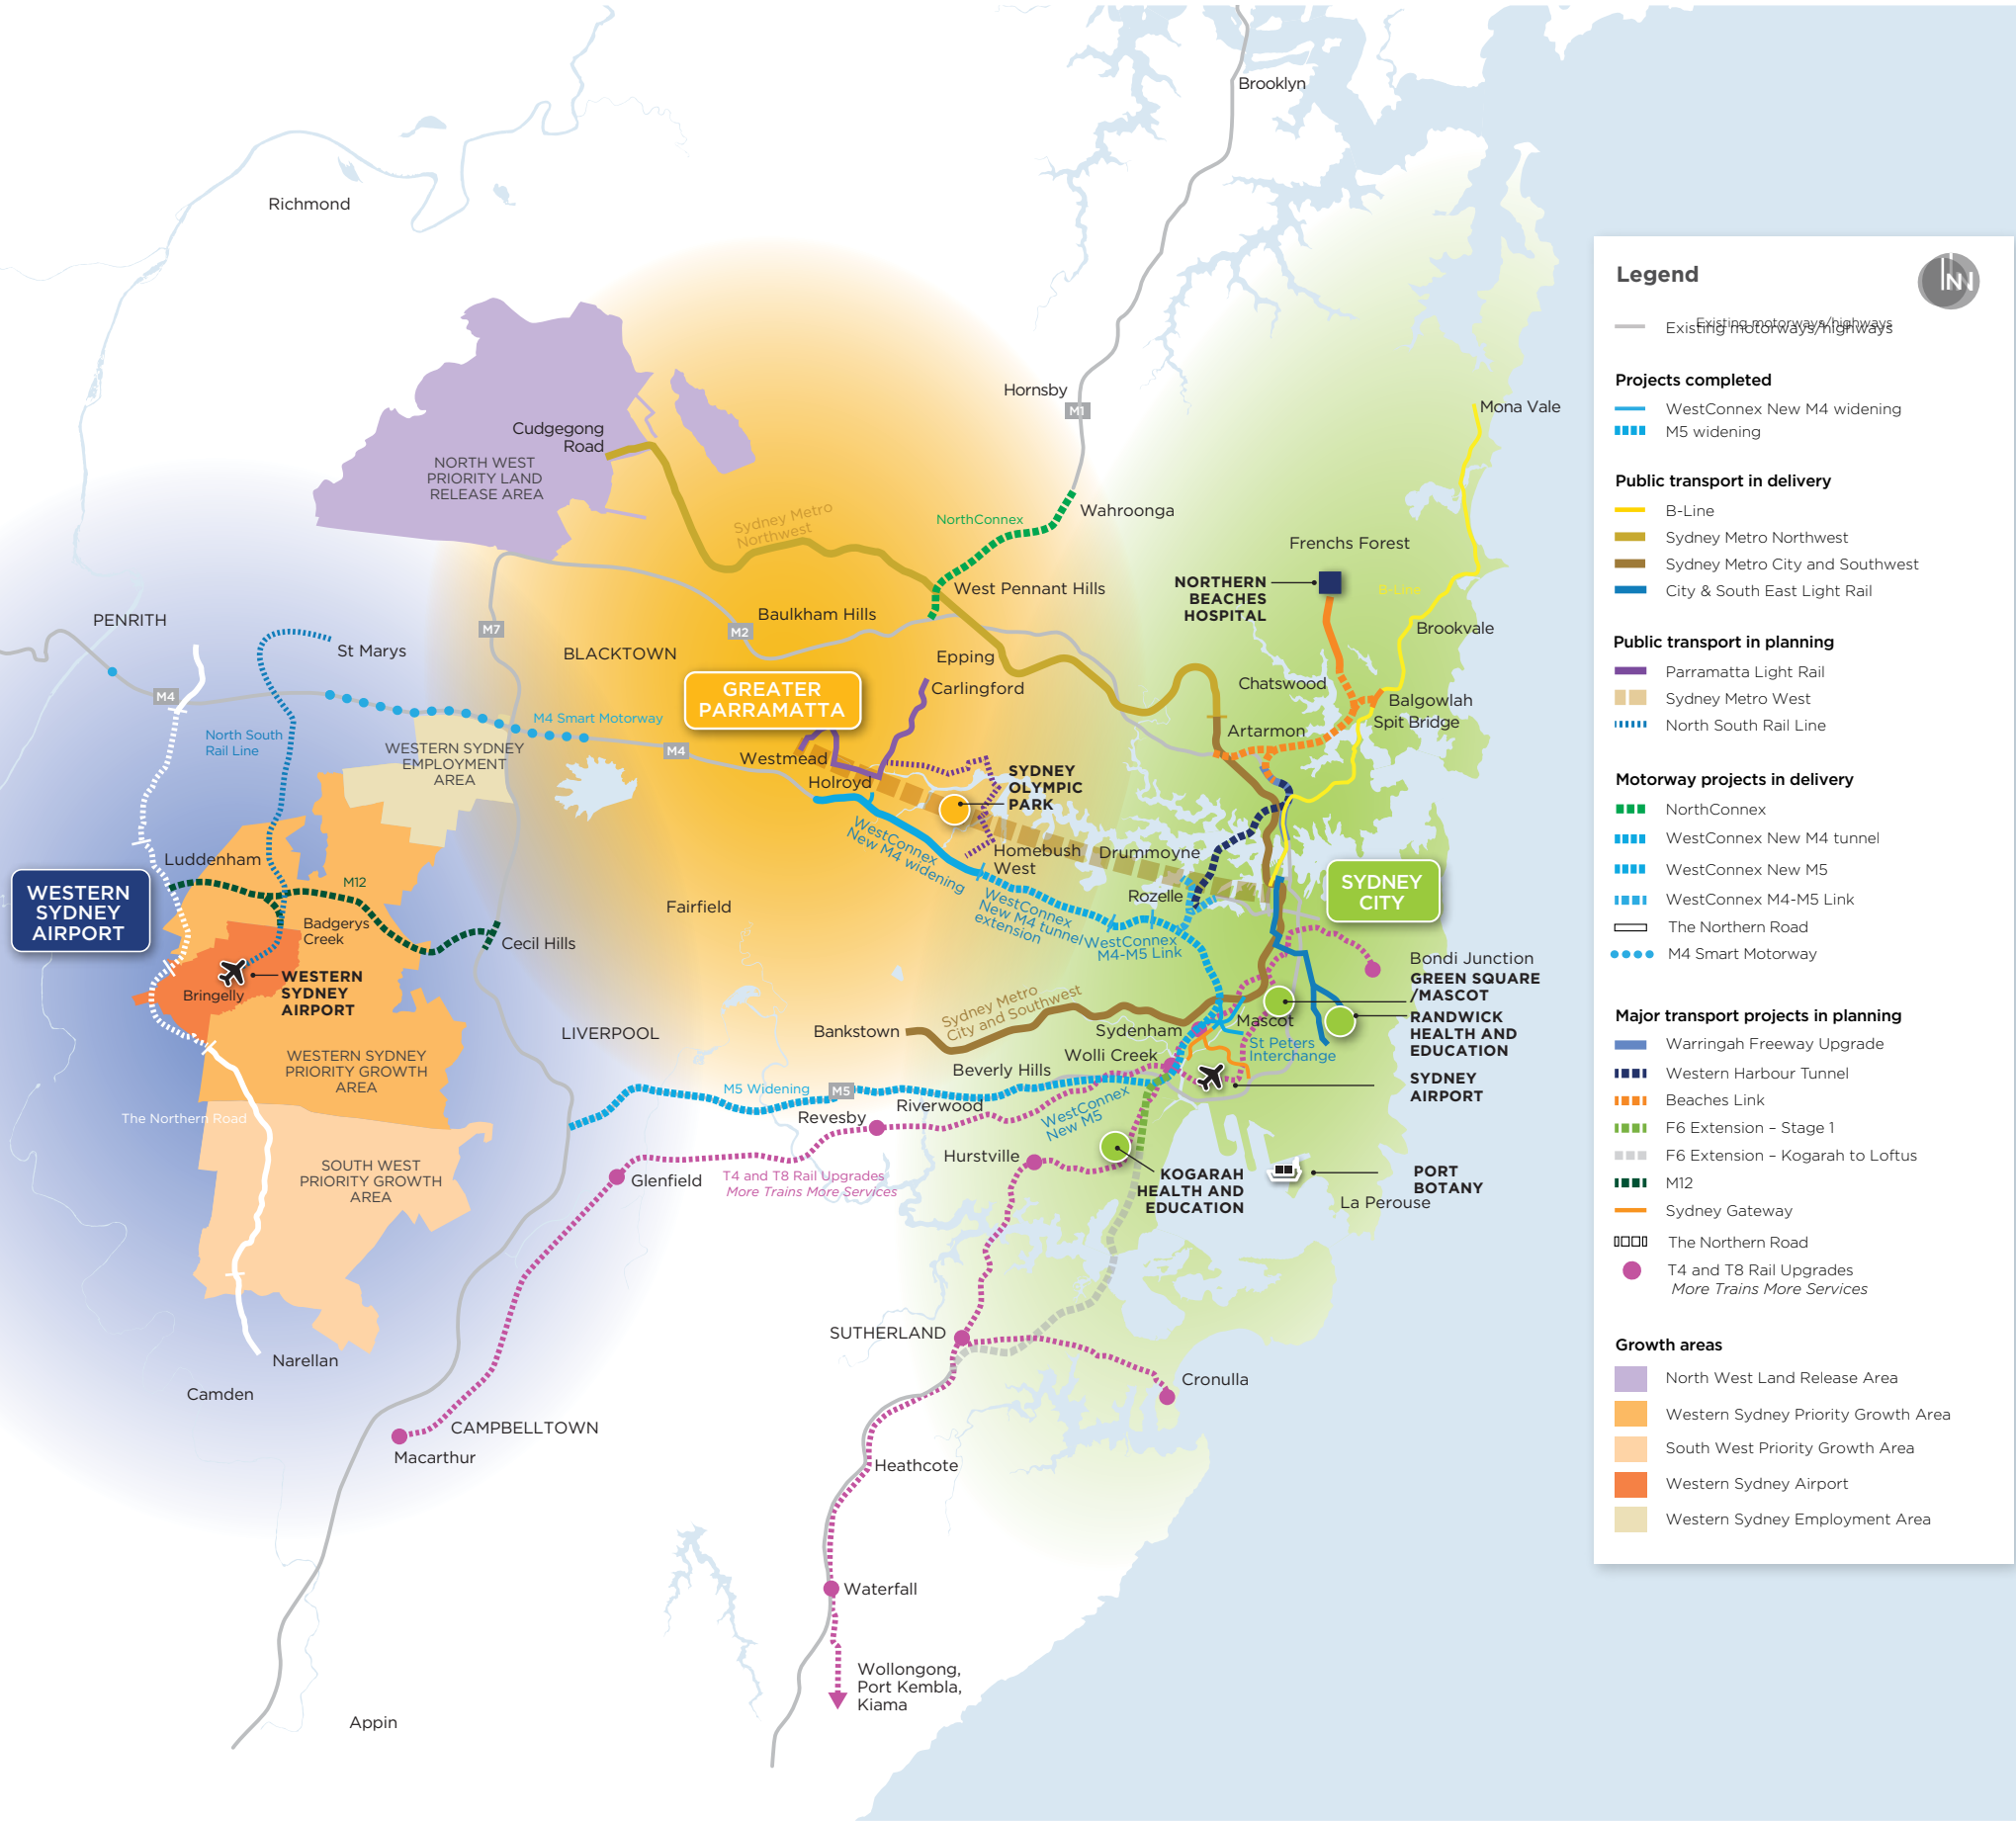 Brooklyn
Richmond
Hornsby
M1
Mona Vale
Cudgegong
Road
NORTH WEST
PRIORITY LAND
RELEASE AREA
Sydney Metro
Northwest
NorthConnex
Wahroonga
Frenchs Forest
NORTHERN
BEACHES
HOSPITAL
B-Line
West Pennant Hills
Baulkham Hills
Brookvale
PENRITH
M7
M2
St Marys
BLACKTOWN
Epping
Carlingford
Chatswood
Balgowlah
Spit Bridge
M4
GREATER
PARRAMATTA
M4 Smart Motorway
North South
Rail Line
WESTERN SYDNEY
EMPLOYMENT
AREA
M4
Westmead
Holroyd
Artarmon
SYDNEY
OLYMPIC
PARK
WestConnex
New M4 widening
Homebush
West
Drummoyne
Luddenham
M12
WESTERN
SYDNEY
AIRPORT
Rozelle
SYDNEY
CITY
WestConnex
New M4 tunnel
extension
Fairfield
Badgerys
Creek
Cecil Hills
WestConnex
M4-M5 Link
Bondi Junction
GREEN SQUARE
/MASCOT
WESTERN
SYDNEY
AIRPORT
Bringelly
Sydney Metro
City and Southwest
RANDWICK
HEALTH AND
EDUCATION
LIVERPOOL
Bankstown
Sydenham
Mascot
St Peters
Interchange
Wolli Creek
WESTERN SYDNEY
PRIORITY GROWTH
AREA
Beverly Hills
SYDNEY
AIRPORT
M5 Widening
M5
The Northern Road
Revesby
Riverwood
WestConnex
New M5
Hurstville
SOUTH WEST
PRIORITY GROWTH
AREA
Glenfield
T4 and T8 Rail Upgrades
More Trains More Services
KOGARAH
HEALTH AND
EDUCATION
PORT
BOTANY
La Perouse
SUTHERLAND
Narellan
Camden
Cronulla
CAMPBELLTOWN
Macarthur
Heathcote
Waterfall
Wollongong,
Port Kembla,
Kiama
Appin
Legend
N
Existing motorways/highways
Existing motorways/highways
Projects completed
WestConnex New M4 widening
M5 widening
Public transport in delivery
B-Line
Sydney Metro Northwest
Sydney Metro City and Southwest
City & South East Light Rail
Public transport in planning
Parramatta Light Rail
Sydney Metro West
North South Rail Line
Motorway projects in delivery
NorthConnex
WestConnex New M4 tunnel
WestConnex New M5
WestConnex M4-M5 Link
The Northern Road
M4 Smart Motorway
Major transport projects in planning
Warringah Freeway Upgrade
Western Harbour Tunnel
Beaches Link
F6 Extension – Stage 1
F6 Extension – Kogarah to Loftus
M12
Sydney Gateway
The Northern Road
T4 and T8 Rail Upgrades
More Trains More Services
Growth areas
North West Land Release Area
Western Sydney Priority Growth Area
South West Priority Growth Area
Western Sydney Airport
Western Sydney Employment Area